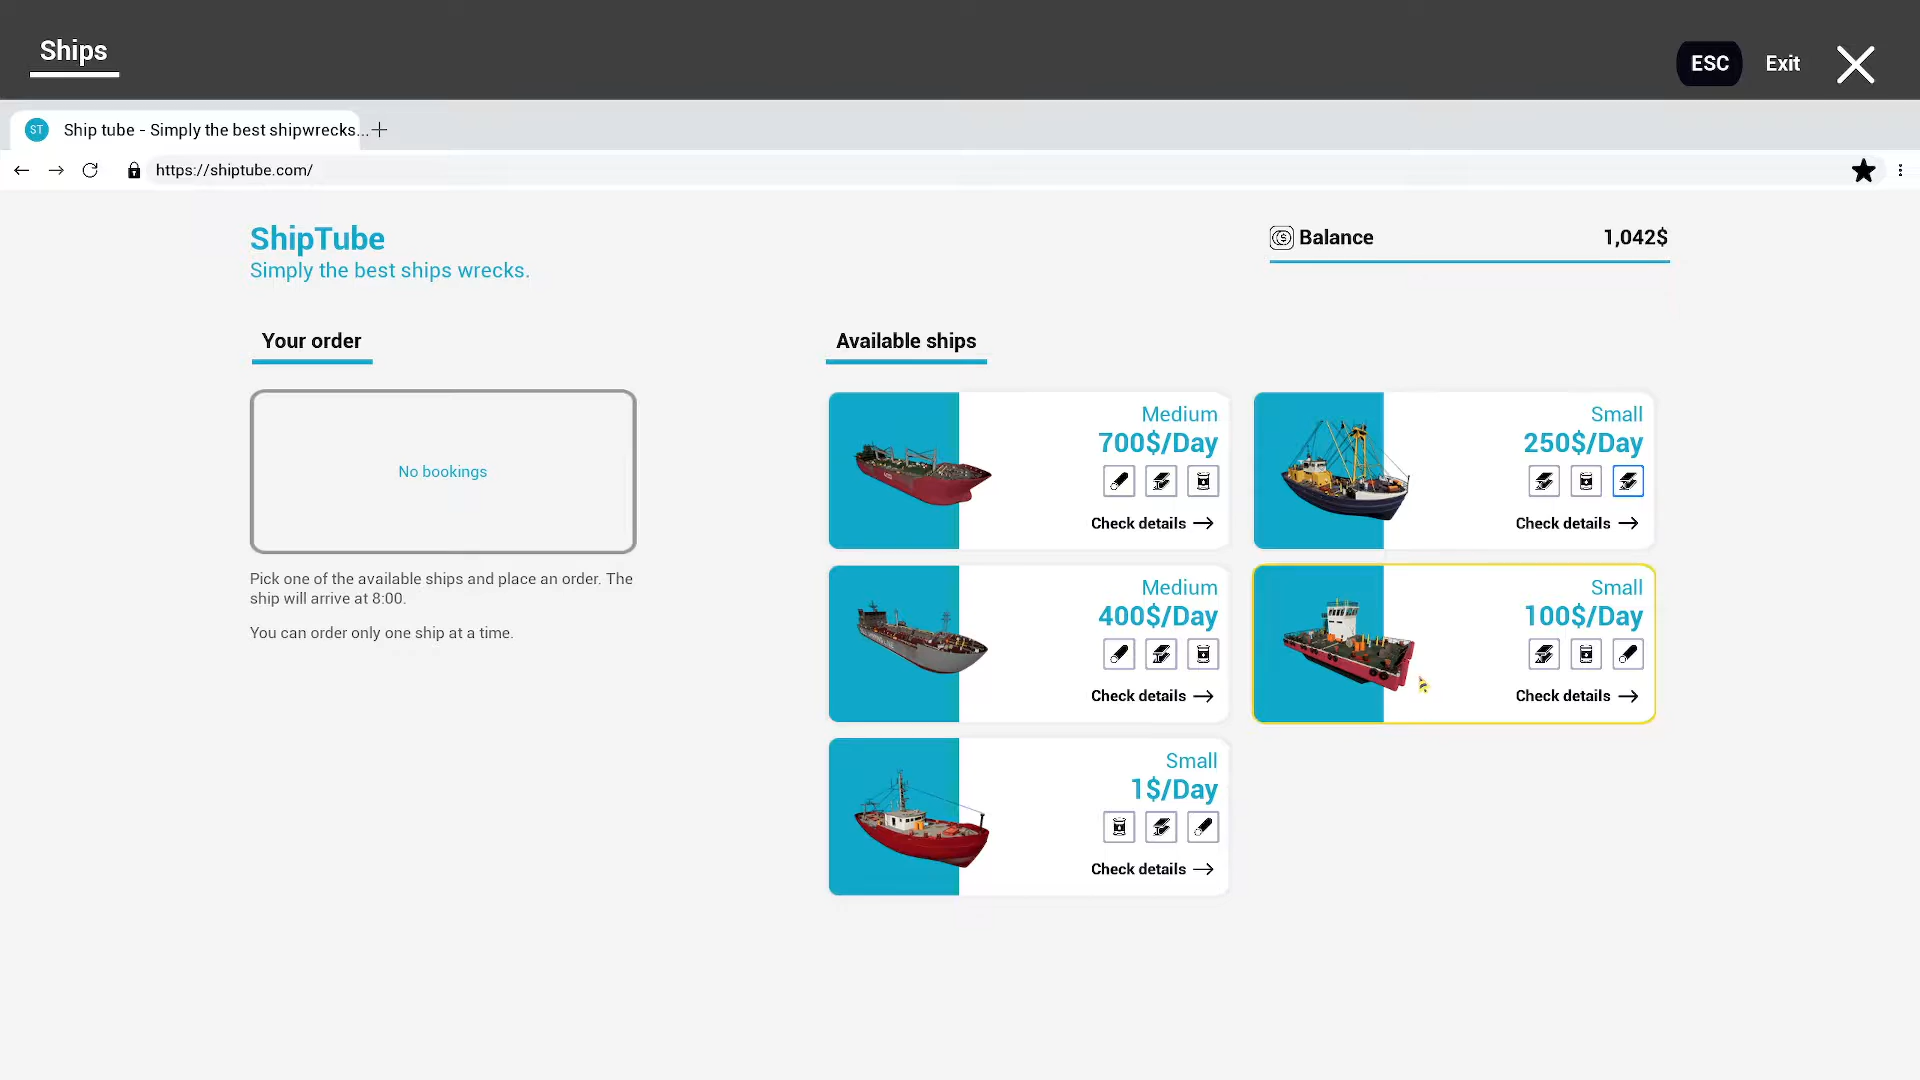 Ships
ESC Exit
ST Ship tube - Simply the best shipwrecks...
https://shiptube.com/
ShipTube
Simply the best ships wrecks.
Balance 1,042$
Your order
No bookings
Pick one of the available ships and place an order. The
ship will arrive at 8:00.
You can order only one ship at a time.
Available ships
Medium
700$/Day
Check details
Small
250$/Day
Check details
Medium
400$/Day
Check details
Small
100$/Day
Check details
Small
1$/Day
Check details